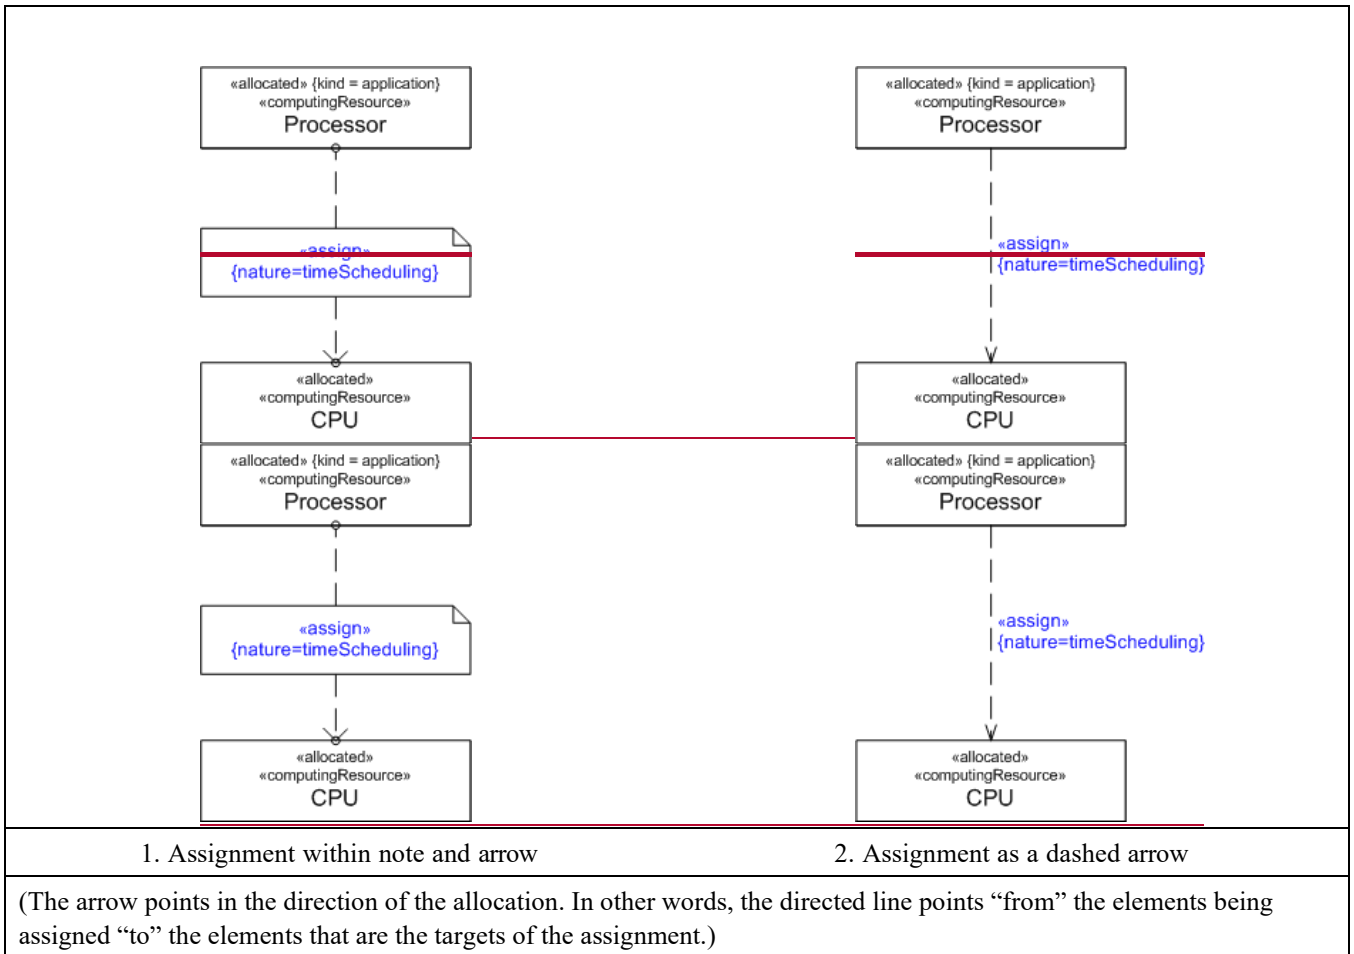 «allocated» {kind = application}
«computingResource»
Processor
«assign»
{nature=timeScheduling}
«allocated»
«computingResource»
CPU
«allocated» {kind = application}
«computingResource»
Processor
«assign»
{nature=timeScheduling}
«allocated»
«computingResource»
CPU
«allocated» {kind = application}
«computingResource»
Processor
«assign»
{nature=timeScheduling}
«allocated»
«computingResource»
CPU
«allocated» {kind = application}
«computingResource»
Processor
«assign»
{nature=timeScheduling}
«allocated»
«computingResource»
CPU
1. Assignment within note and arrow
2. Assignment as a dashed arrow
(The arrow points in the direction of the allocation. In other words, the directed line points “from” the elements being
assigned “to” the elements that are the targets of the assignment.)